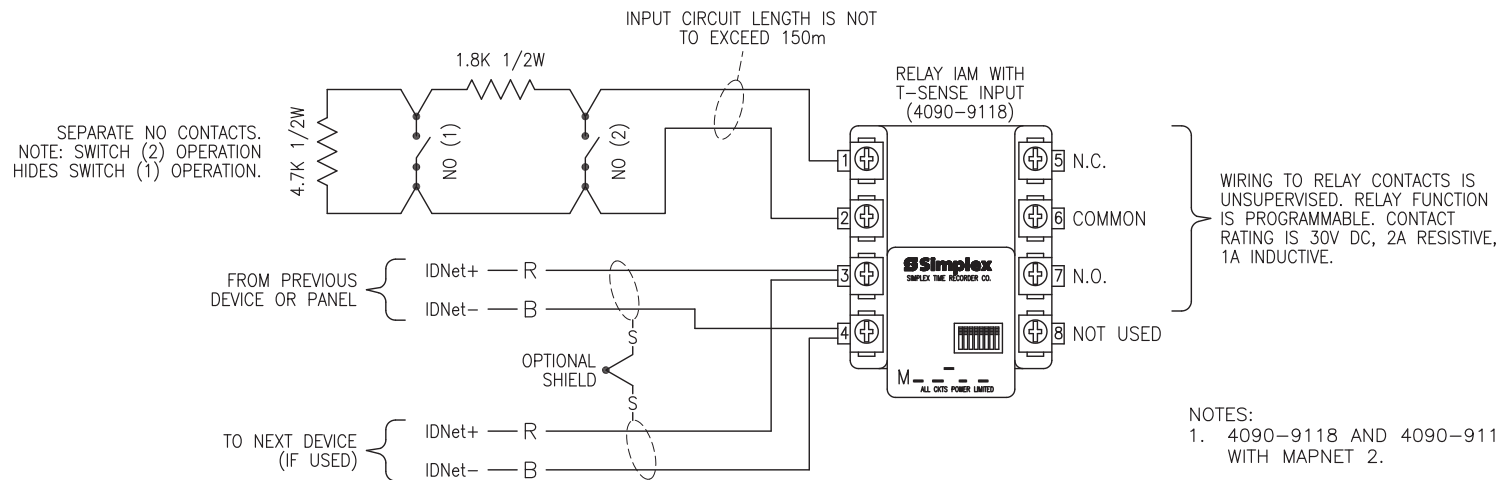 INPUT CIRCUIT LENGTH IS NOT
TO EXCEED 150m
1.8K 1/2W
4.7K 1/2W
SEPARATE NO CONTACTS.
NOTE: SWITCH (2) OPERATION
HIDES SWITCH (1) OPERATION.
NO (1)
NO (2)
RELAY IAM WITH
T-SENSE INPUT
(4090-9118)
1
2
3
4
5 N.C.
6 COMMON
7 N.O.
8 NOT USED
Simplex
SIMPLEX TIME RECORDER CO.
M
ALL CKTS POWER LIMITED
WIRING TO RELAY CONTACTS IS
UNSUPERVISED. RELAY FUNCTION
IS PROGRAMMABLE. CONTACT
RATING IS 30V DC, 2A RESISTIVE,
1A INDUCTIVE.
FROM PREVIOUS
DEVICE OR PANEL
IDNet+ R
IDNet- B
S
OPTIONAL
SHIELD
S
TO NEXT DEVICE
(IF USED)
IDNet+ R
IDNet- B
NOTES:
1. 4090-9118 AND 4090-911
WITH MAPNET 2.